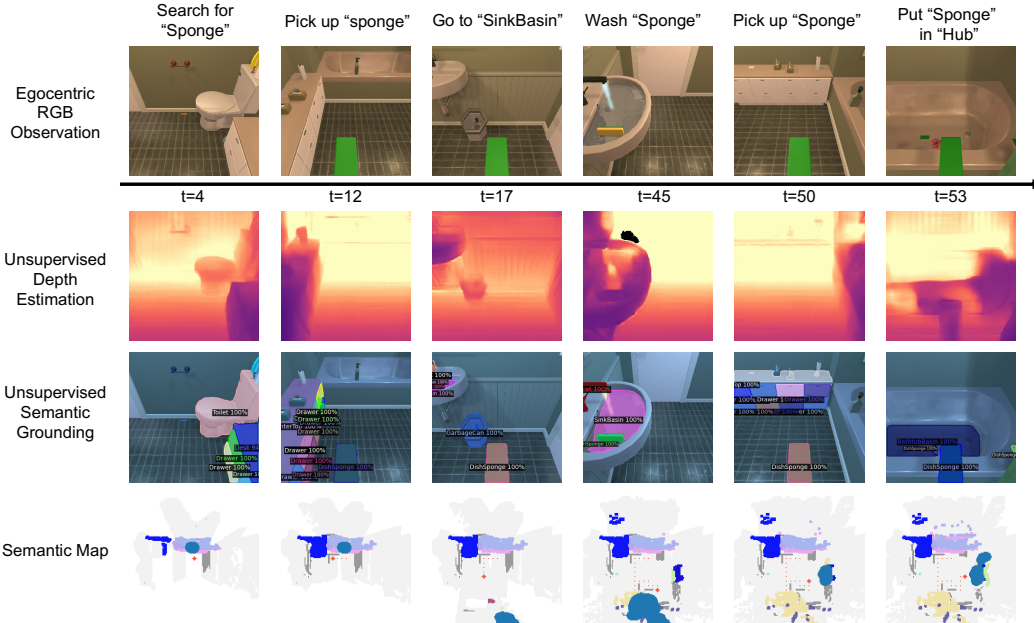 Search for
“Sponge”
Pick up “sponge”
Go to “SinkBasin”
Wash “Sponge”
Pick up “Sponge”
Put “Sponge”
in “Hub”
Egocentric
RGB
Observation
t=4
t=12
t=17
t=45
t=50
t=53
Unsupervised
Depth
Estimation
Unsupervised
Semantic
Grounding
Toilet 100%
Drawer 100%
Drawer 100%
Drawer 100%
Drawer 100%
Drawer 100%
Drawer 100%
Drawer 100%
DishSponge 100%
GarbageCan 100%
DishSponge 100%
SinkBasin 100%
DishSponge 100%
BathtubBasin 100%
DishSponge 100%
DishSponge 100%
Semantic Map